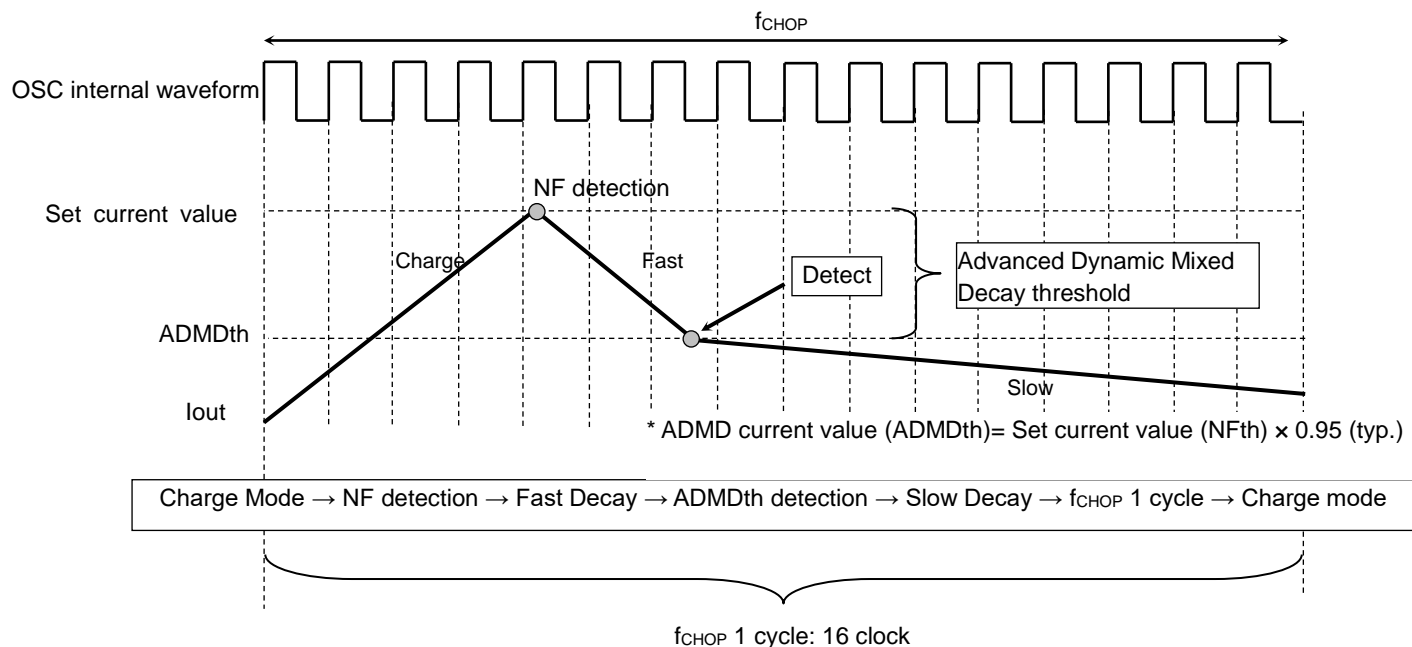 fCHOP
OSC internal waveform
NF detection
Set current value
Charge
Fast
Detect
Advanced Dynamic Mixed
Decay threshold
ADMDth
Slow
Iout
* ADMD current value (ADMDth)= Set current value (NFth) × 0.95 (typ.)
Charge Mode → NF detection → Fast Decay → ADMDth detection → Slow Decay → fCHOP 1 cycle → Charge mode
fCHOP 1 cycle: 16 clock